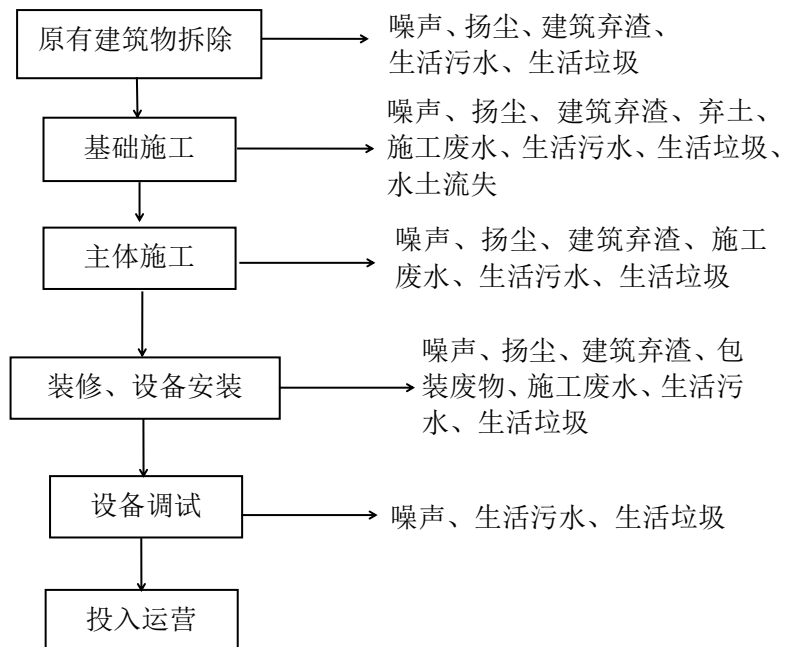 原有建筑物拆除
噪声、扬尘、建筑弃渣、
生活污水、生活垃圾
基础施工
噪声、扬尘、建筑弃渣、弃土、
施工废水、生活污水、生活垃圾、
水土流失
主体施工
噪声、扬尘、建筑弃渣、施工
废水、生活污水、生活垃圾
装修、设备安装
噪声、扬尘、建筑弃渣、包
装废物、施工废水、生活污
水、生活垃圾
设备调试
噪声、生活污水、生活垃圾
投入运营